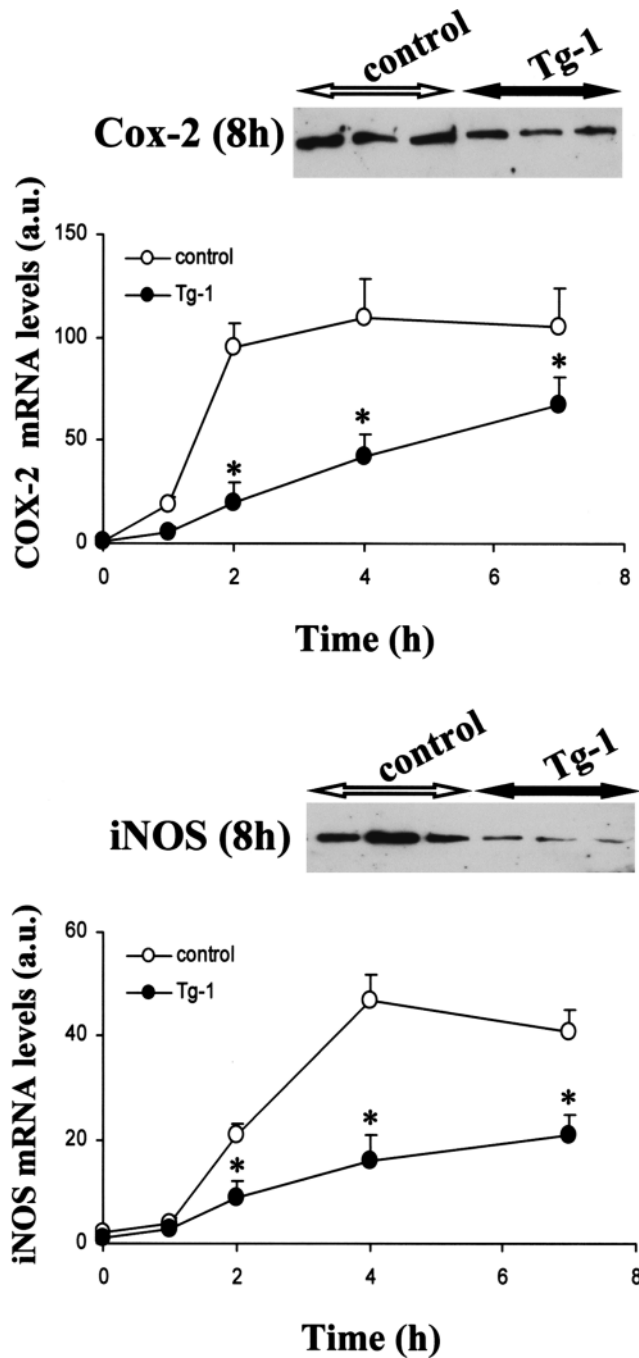 control Tg-1
Cox-2 (8h)
COX-2 mRNA levels (a.u.)
150
100
50
0
control
Tg-1
*
*
*
0 2 4 6 8
Time (h)
control Tg-1
iNOS (8h)
iNOS mRNA levels (a.u.)
60
40
20
0
control
Tg-1
*
*
*
0 2 4 6 8
Time (h)